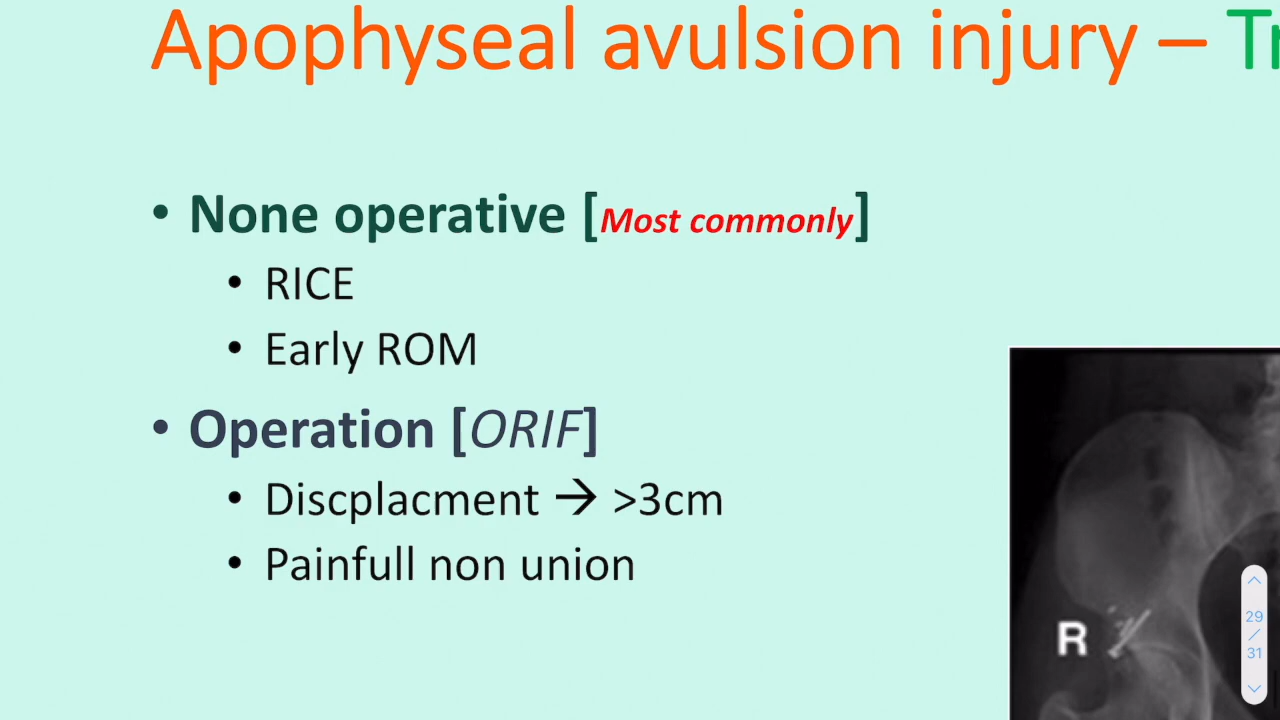 Apophyseal avulsion injury – Tr
• None operative [Most commonly]
• RICE
• Early ROM
• Operation [ORIF]
• Discplacment → >3cm
• Painfull non union
R
29
/
31